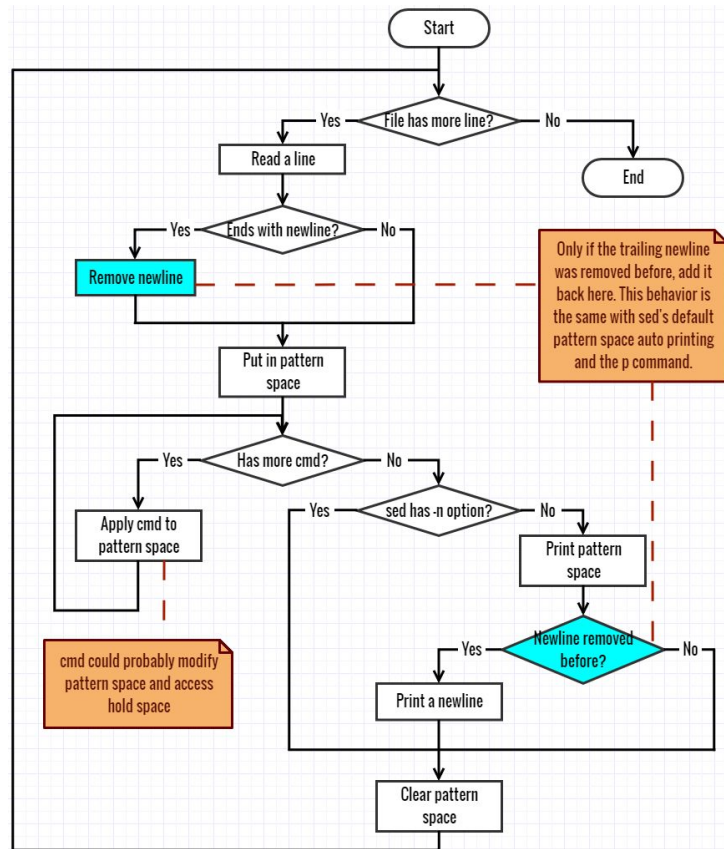 Start
File has more line?
Yes
No
Read a line
End
Ends with newline?
Yes
No
Remove newline
Only if the trailing newline
was removed before, add it
back here. This behavior is
the same with sed's default
pattern space auto printing
and the p command.
Put in pattern
space
Has more cmd?
Yes
No
sed has -n option?
Yes
No
Apply cmd to
pattern space
Print pattern
space
cmd could probably modify
pattern space and access
hold space
Newline removed
before?
Yes
No
Print a newline
Clear pattern
space